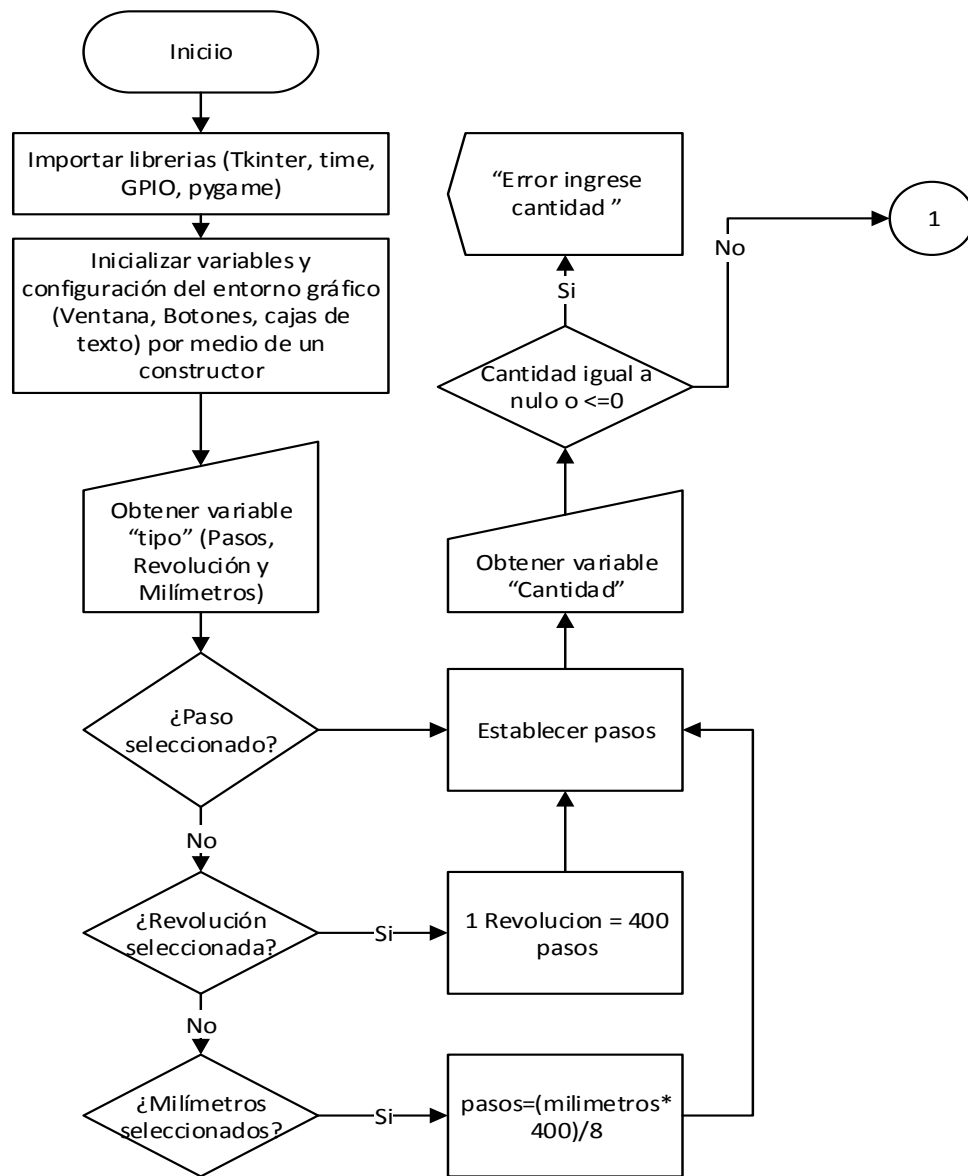 Iniciio
Importar librerias (Tkinter, time,
GPIO, pygame)
Inicializar variables y
configuración del entorno gráfico
(Ventana, Botones, cajas de
texto) por medio de un
constructor
Obtener variable
“tipo” (Pasos,
Revolución y
Milímetros)
¿Paso
seleccionado?
No
¿Revolución
seleccionada?
Si
No
¿Milímetros
seleccionados?
Si
pasos=(milimetros*
400)/8
1 Revolucion = 400
pasos
Establecer pasos
Obtener variable
“Cantidad”
Cantidad igual a
nulo o <=0
Si
“Error ingrese
cantidad ”
No
1